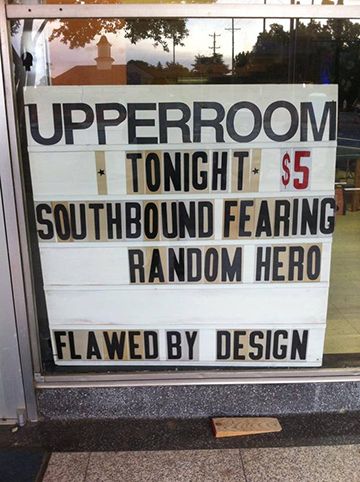 UPPERROOM
* TONIGHT * $5
SOUTHBOUND FEARING
RANDOM HERO
FLAWED BY DESIGN